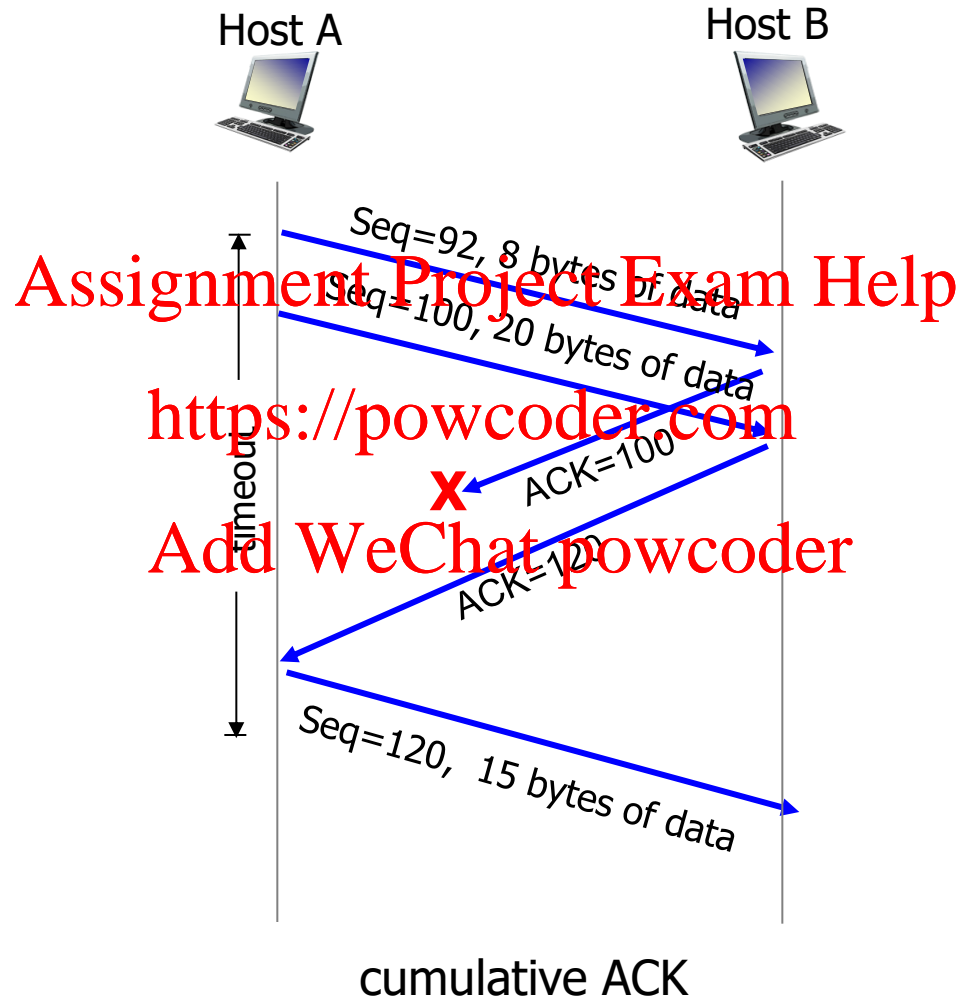 Host A
Host B
Seq=92, 8 bytes of data
Assignment Project Exam Help
Seq=100, 20 bytes of data
https://powcoder.com
timeout
ACK=100
X
Add WeChat powcoder
ACK=120
Seq=120, 15 bytes of data
cumulative ACK